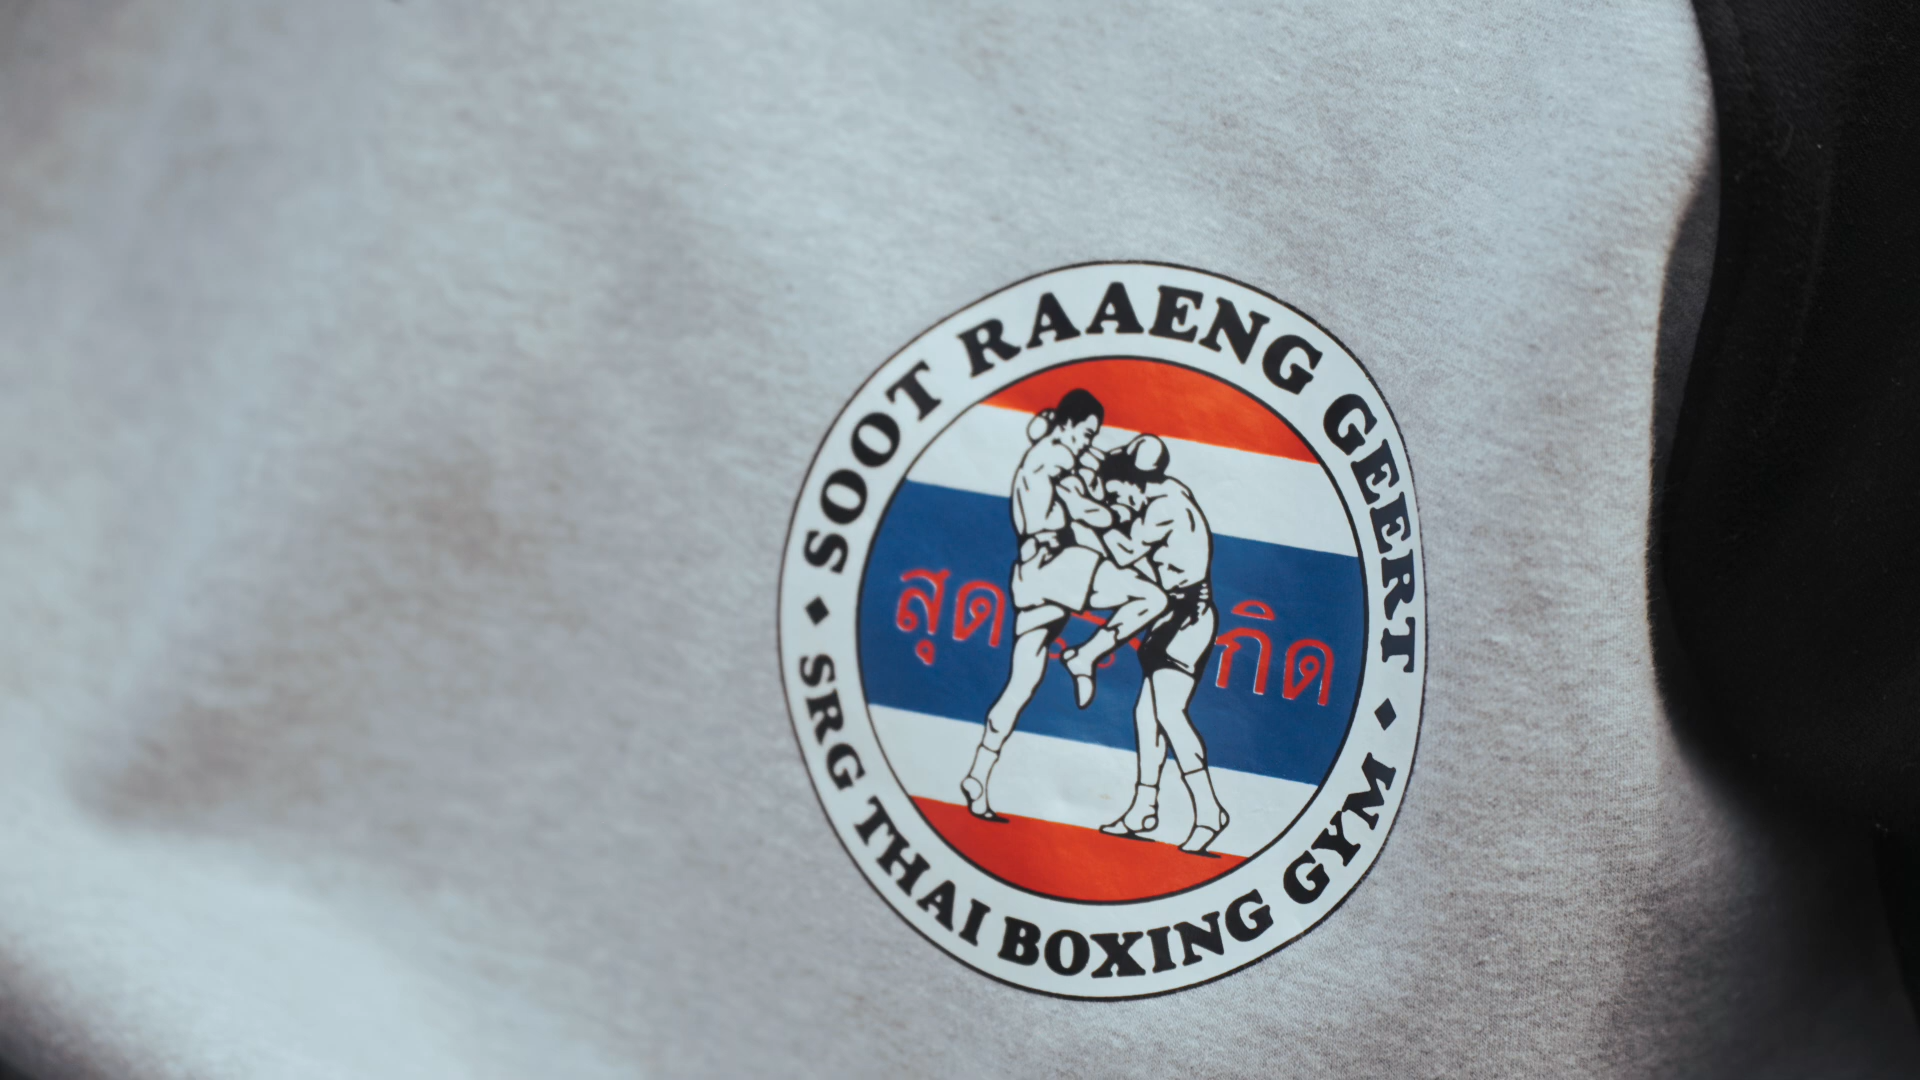 SOOT RAAENG GEERT
สุด
กิด
SRG THAI BOXING GYM